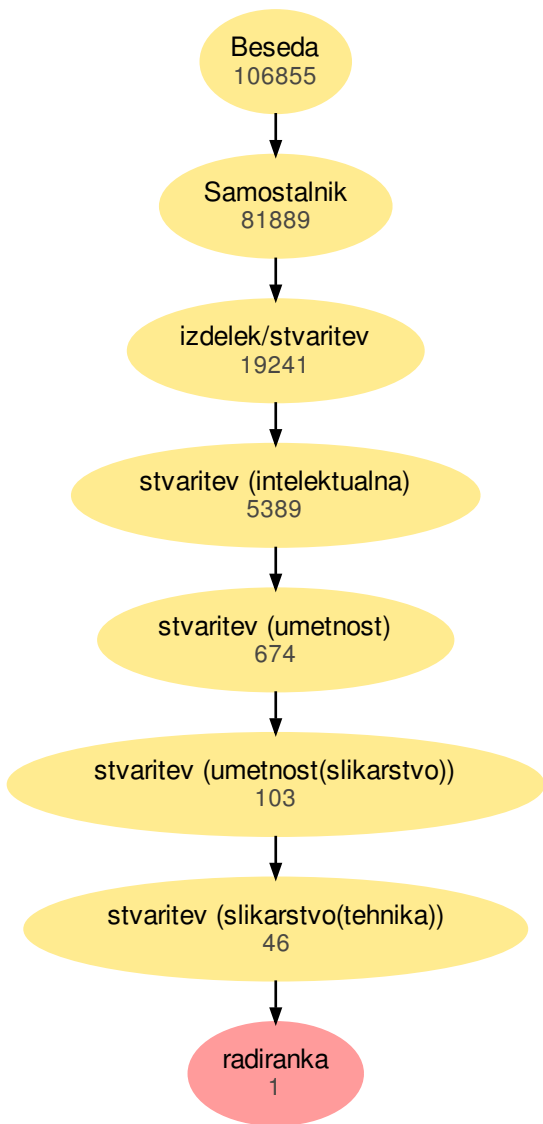 Beseda
106855
Samostalnik
81889
izdelek/stvaritev
19241
stvaritev (intelektualna)
5389
stvaritev (umetnost)
674
stvaritev (umetnost(slikarstvo))
103
stvaritev (slikarstvo(tehnika))
46
radiranka
1